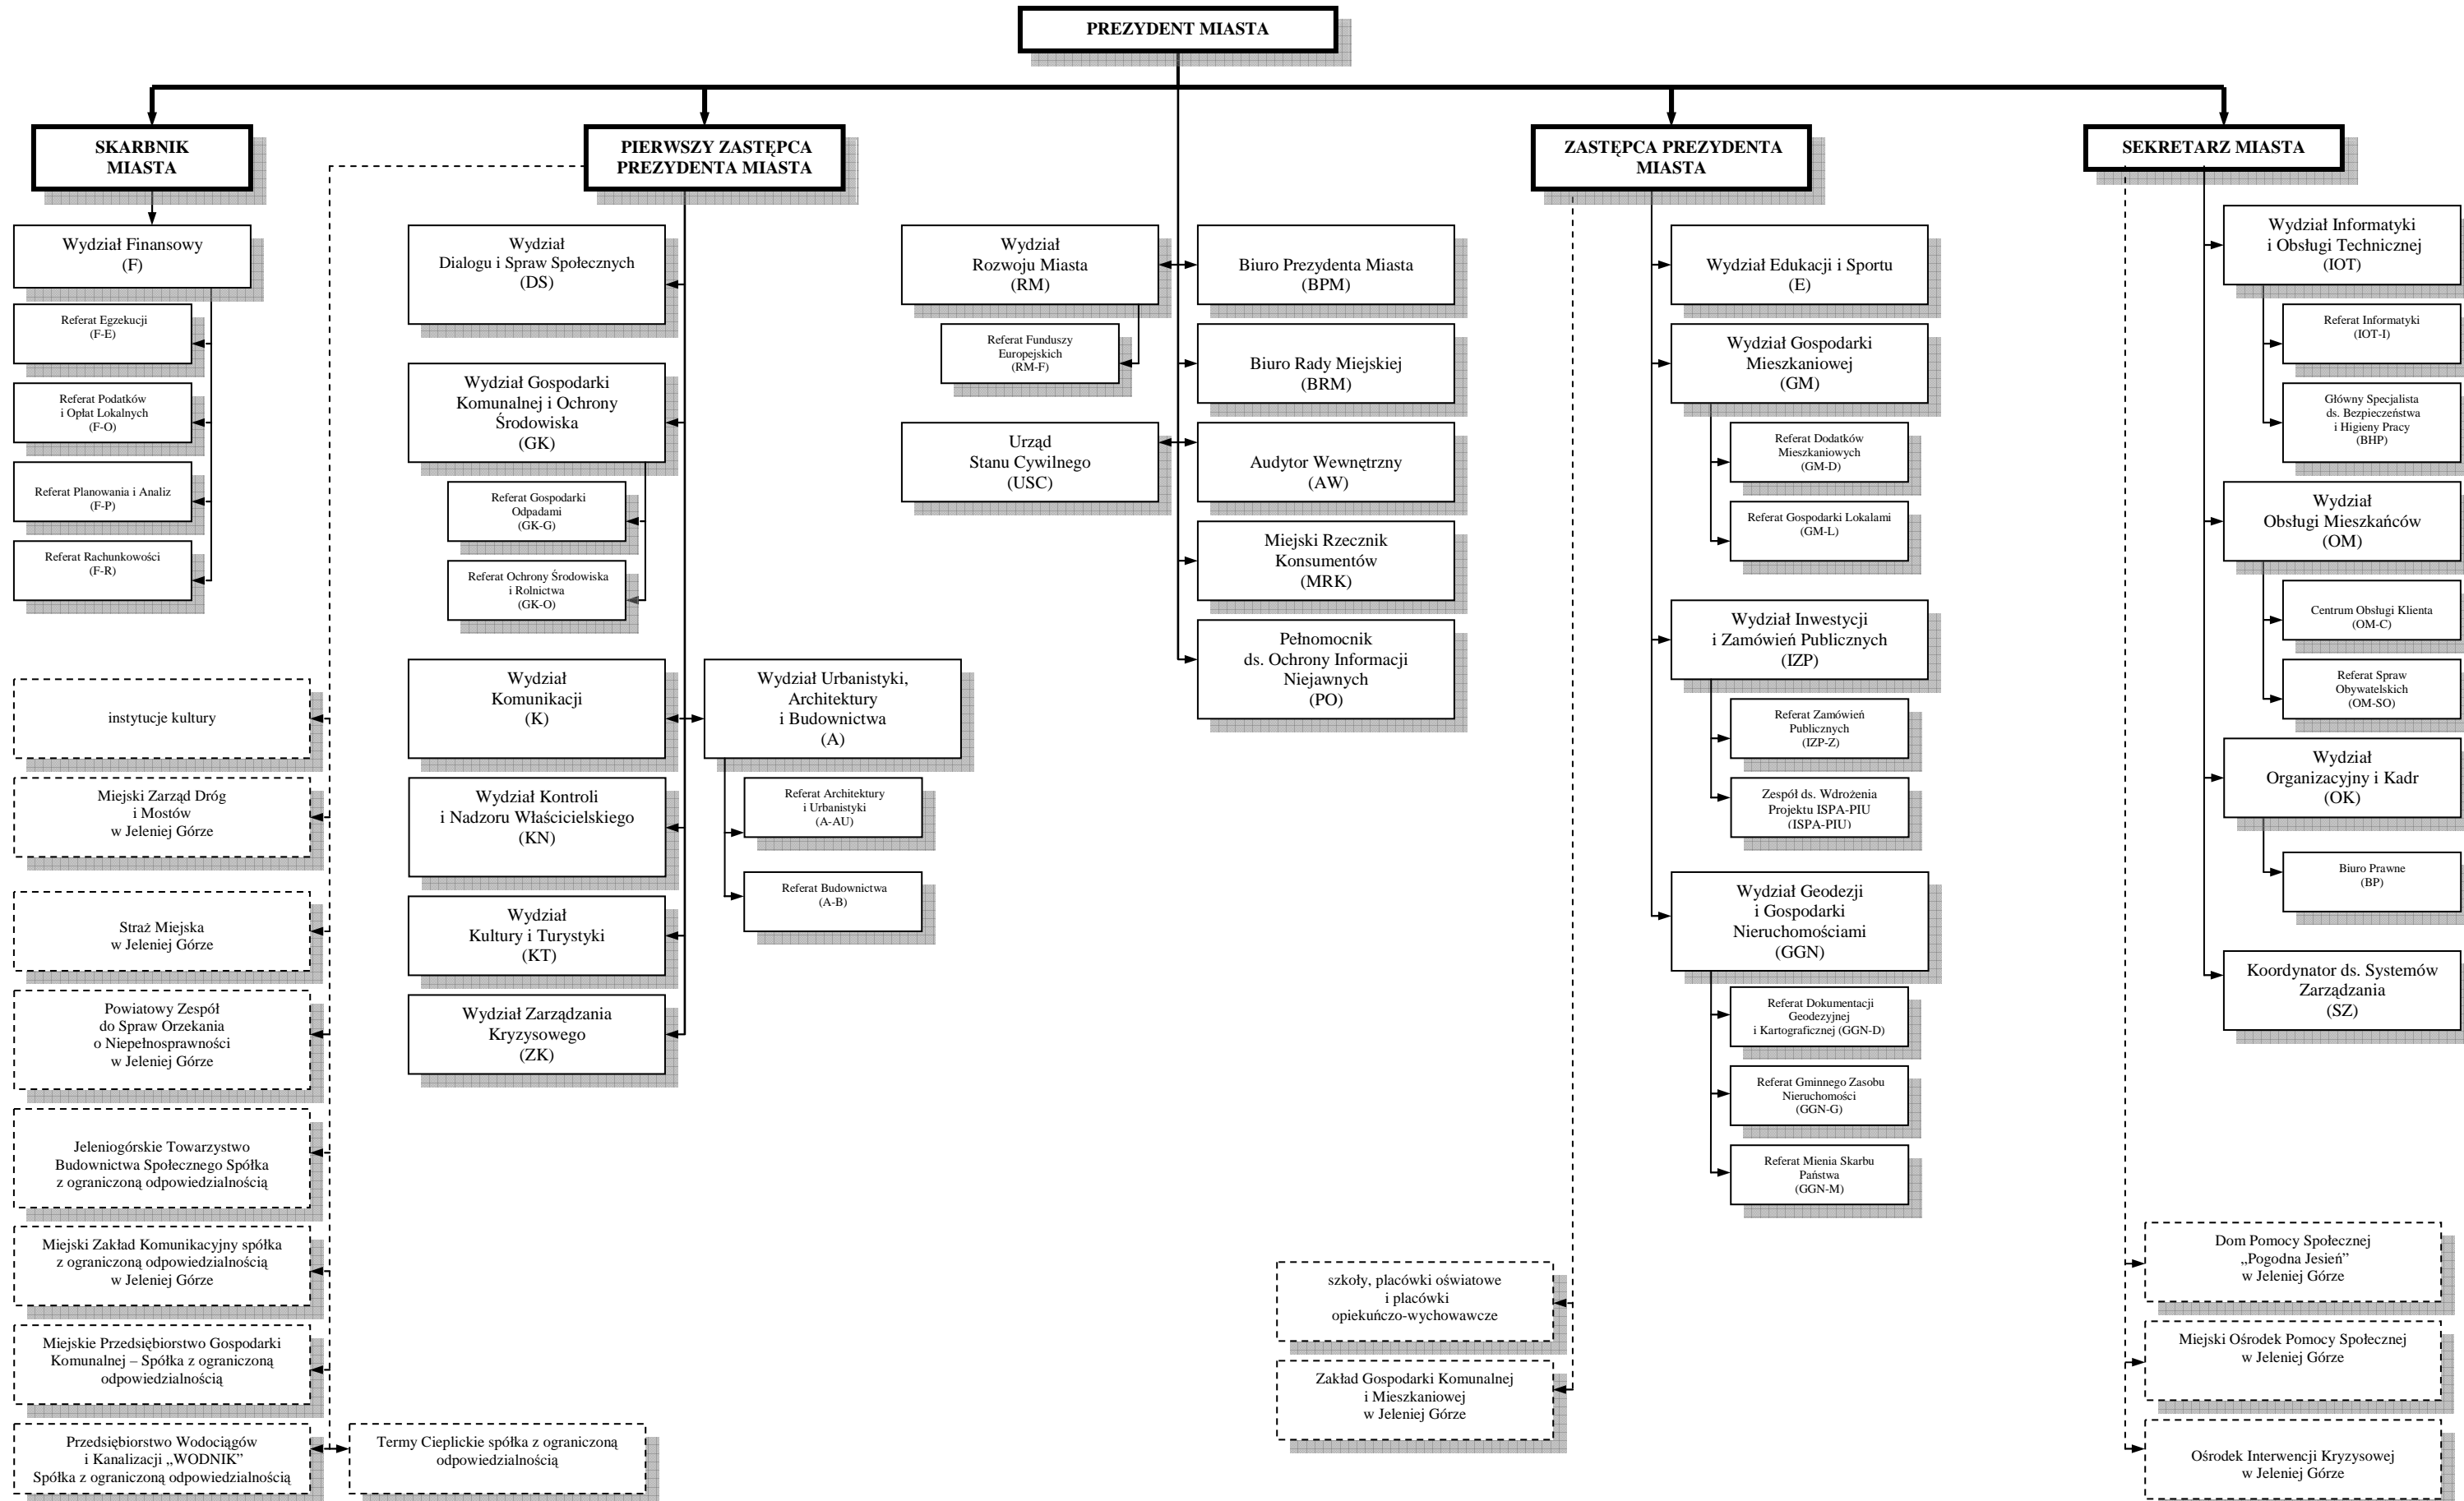 PREZYDENT MIASTA
SKARBNIK
MIASTA
PIERWSZY ZASTĘPCA
PREZYDENTA MIASTA
ZASTĘPCA PREZYDENTA
MIASTA
SEKRETARZ MIASTA
Wydział Finansowy
(F)
Referat Egzekucji
(F-E)
Referat Podatków
i Opłat Lokalnych
(F-O)
Referat Planowania i Analiz
(F-P)
Referat Rachunkowości
(F-R)
instytucje kultury
Miejski Zarząd Dróg
i Mostów
w Jeleniej Górze
Straż Miejska
w Jeleniej Górze
Powiatowy Zespół
do Spraw Orzekania
o Niepełnosprawności
w Jeleniej Górze
Jeleniogórskie Towarzystwo
Budownictwa Społecznego Spółka
z ograniczoną odpowiedzialnością
Miejski Zakład Komunikacyjny spółka
z ograniczoną odpowiedzialnością
w Jeleniej Górze
Miejskie Przedsiębiorstwo Gospodarki
Komunalnej – Spółka z ograniczoną
odpowiedzialnością
Przedsiębiorstwo Wodociągów
i Kanalizacji „WODNIK”
Spółka z ograniczoną odpowiedzialnością
Termy Cieplickie spółka z ograniczoną
odpowiedzialnością
Wydział
Dialogu i Spraw Społecznych
(DS)
Wydział Gospodarki
Komunalnej i Ochrony
Środowiska
(GK)
Referat Gospodarki
Odpadami
(GK-G)
Referat Ochrony Środowiska
i Rolnictwa
(GK-O)
Wydział
Komunikacji
(K)
Wydział Kontroli
i Nadzoru Właścicielskiego
(KN)
Wydział
Kultury i Turystyki
(KT)
Wydział Zarządzania
Kryzysowego
(ZK)
Wydział Urbanistyki,
Architektury
i Budownictwa
(A)
Referat Architektury
i Urbanistyki
(A-AU)
Referat Budownictwa
(A-B)
Wydział
Rozwoju Miasta
(RM)
Referat Funduszy
Europejskich
(RM-F)
Urząd
Stanu Cywilnego
(USC)
Biuro Prezydenta Miasta
(BPM)
Biuro Rady Miejskiej
(BRM)
Audytor Wewnętrzny
(AW)
Miejski Rzecznik
Konsumentów
(MRK)
Pełnomocnik
ds. Ochrony Informacji
Niejawnych
(PO)
Wydział Edukacji i Sportu
(E)
Wydział Gospodarki
Mieszkaniowej
(GM)
Referat Dodatków
Mieszkaniowych
(GM-D)
Referat Gospodarki Lokalami
(GM-L)
Wydział Inwestycji
i Zamówień Publicznych
(IZP)
Referat Zamówień
Publicznych
(IZP-Z)
Zespół ds. Wdrożenia
Projektu ISPA-PIU
(ISPA-PIU)
Wydział Geodezji
i Gospodarki
Nieruchomościami
(GGN)
Referat Dokumentacji
Geodezyjnej
i Kartograficznej (GGN-D)
Referat Gminnego Zasobu
Nieruchomości
(GGN-G)
Referat Mienia Skarbu
Państwa
(GGN-M)
szkoły, placówki oświatowe
i placówki
opiekuńczo-wychowawcze
Zakład Gospodarki Komunalnej
i Mieszkaniowej
w Jeleniej Górze
Wydział Informatyki
i Obsługi Technicznej
(IOT)
Referat Informatyki
(IOT-I)
Główny Specjalista
ds. Bezpieczeństwa
i Higieny Pracy
(BHP)
Wydział
Obsługi Mieszkańców
(OM)
Centrum Obsługi Klienta
(OM-C)
Referat Spraw
Obywatelskich
(OM-SO)
Wydział
Organizacyjny i Kadr
(OK)
Biuro Prawne
(BP)
Koordynator ds. Systemów
Zarządzania
(SZ)
Dom Pomocy Społecznej
„Pogodna Jesień”
w Jeleniej Górze
Miejski Ośrodek Pomocy Społecznej
w Jeleniej Górze
Ośrodek Interwencji Kryzysowej
w Jeleniej Górze